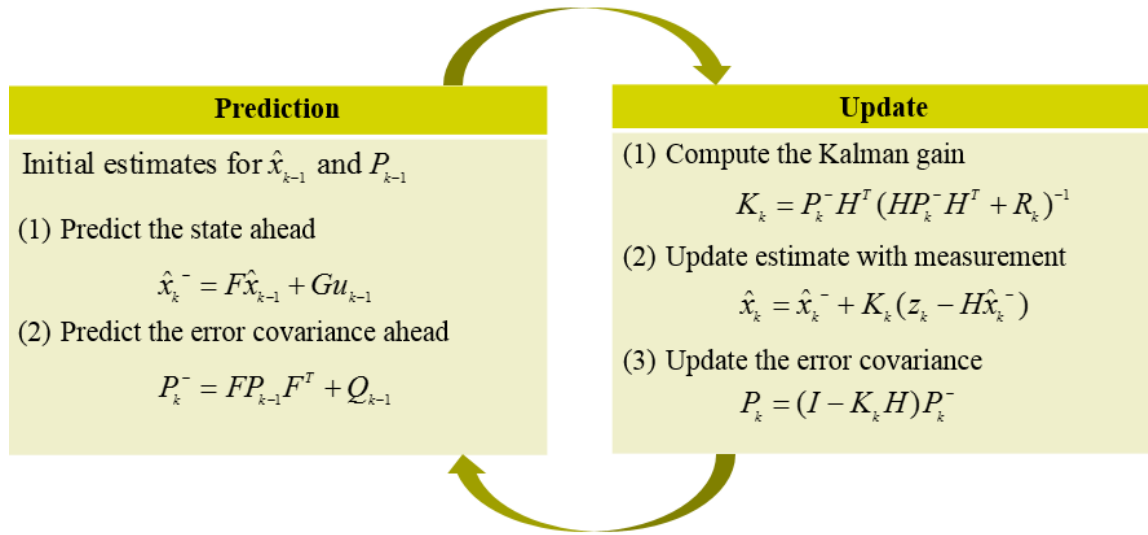 Prediction
Initial estimates for x̂ₖ₋₁ and Pₖ₋₁
(1) Predict the state ahead
x̂ₖ⁻ = Fx̂ₖ₋₁ + Guₖ₋₁
(2) Predict the error covariance ahead
Pₖ⁻ = FPₖ₋₁Fᵀ + Qₖ₋₁
Update
(1) Compute the Kalman gain
Kₖ = Pₖ⁻Hᵀ(HPₖ⁻Hᵀ + Rₖ)⁻¹
(2) Update estimate with measurement
x̂ₖ = x̂ₖ⁻ + Kₖ(zₖ − Hx̂ₖ⁻)
(3) Update the error covariance
Pₖ = (I − KₖH)Pₖ⁻